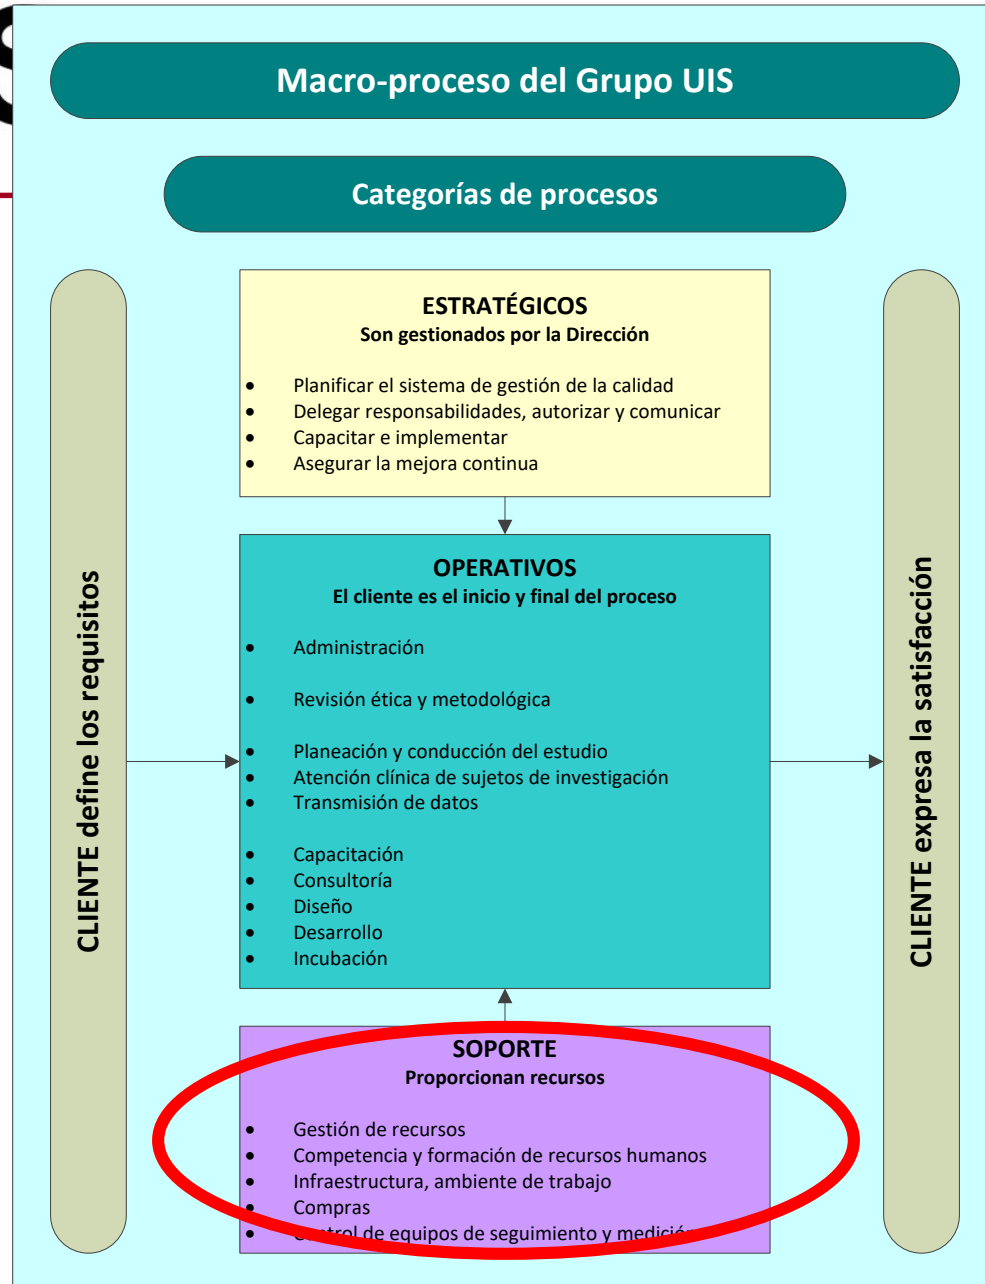 S
Macro-proceso del Grupo UIS
Categorías de procesos
CLIENTE define los requisitos
ESTRATÉGICOS
Son gestionados por la Dirección
• Planificar el sistema de gestión de la calidad
• Delegar responsabilidades, autorizar y comunicar
• Capacitar e implementar
• Asegurar la mejora continua
OPERATIVOS
El cliente es el inicio y final del proceso
• Administración
• Revisión ética y metodológica
• Planeación y conducción del estudio
• Atención clínica de sujetos de investigación
• Transmisión de datos
• Capacitación
• Consultoría
• Diseño
• Desarrollo
• Incubación
SOPORTE
Proporcionan recursos
• Gestión de recursos
• Competencia y formación de recursos humanos
• Infraestructura, ambiente de trabajo
• Compras
• Control de equipos de seguimiento y medición
CLIENTE expresa la satisfacción